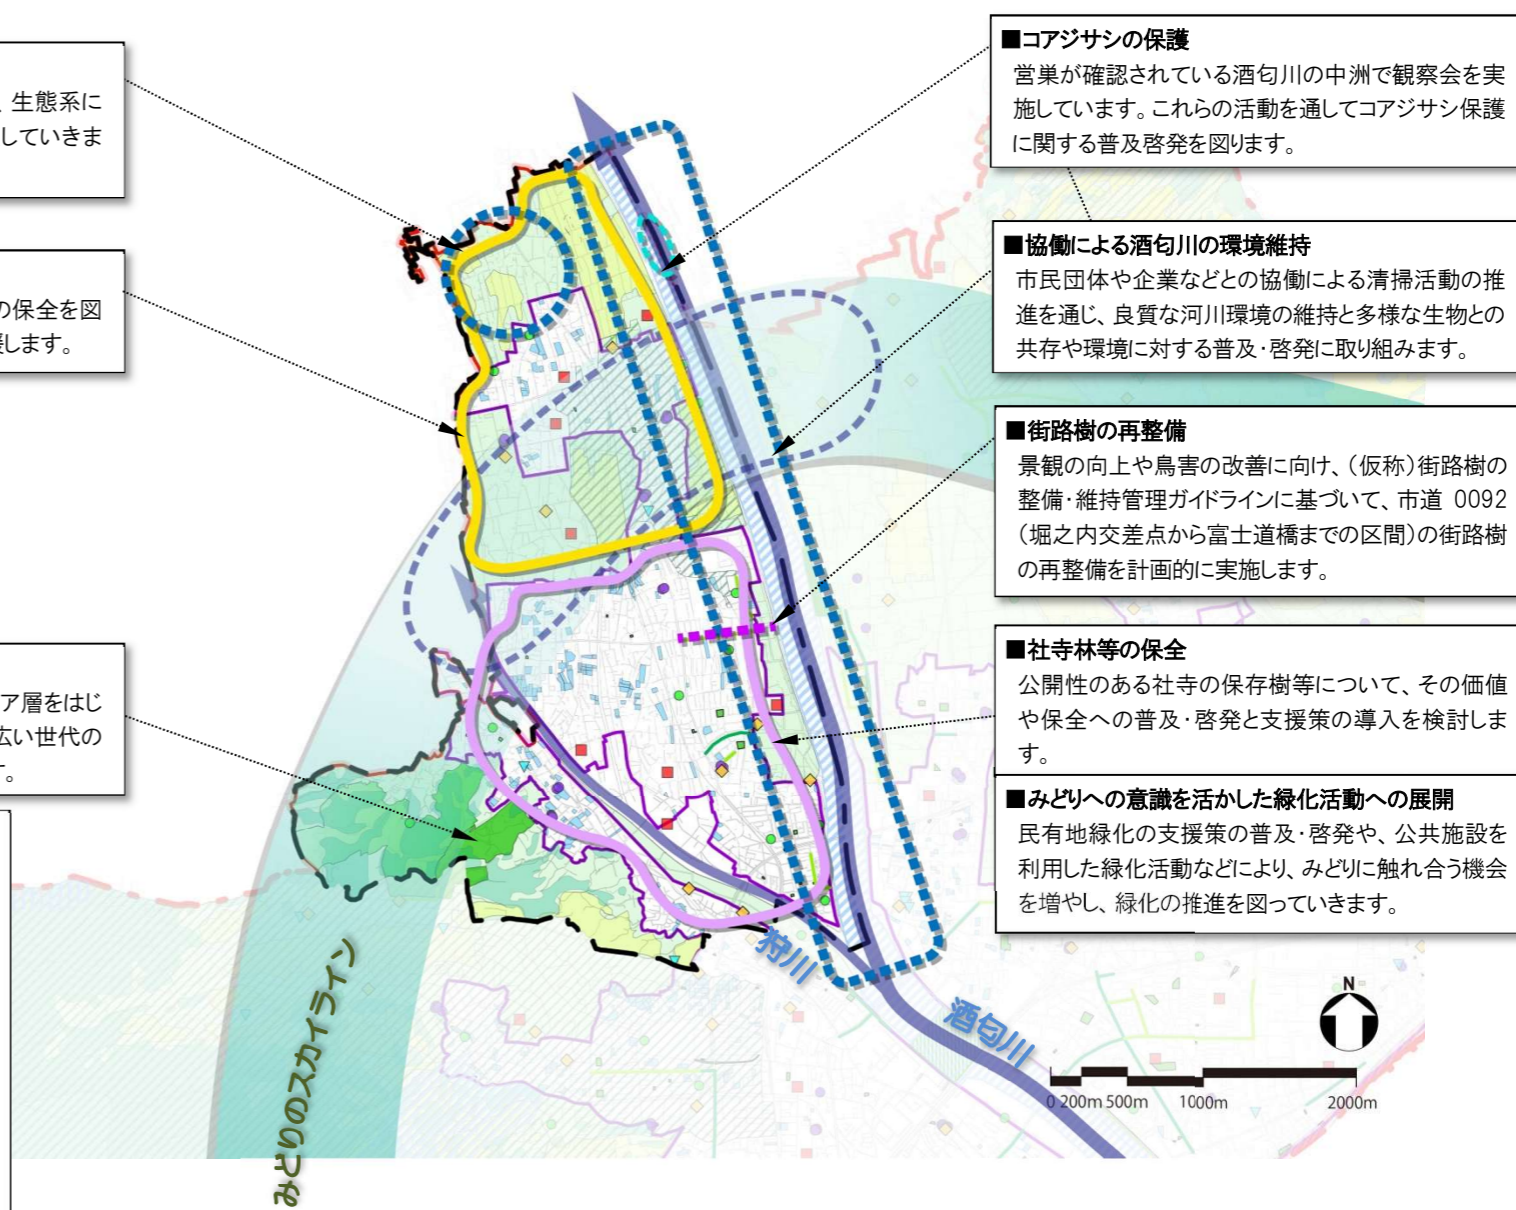 、生態系に
していきま
の保全を図
します。
ア層をはじ
広い世代の
。
■コアジサシの保護
営巣が確認されている酒匂川の中洲で観察会を実
施しています。これらの活動を通してコアジサシ保護
に関する普及啓発を図ります。
■協働による酒匂川の環境維持
市民団体や企業などとの協働による清掃活動の推
進を通じ、良質な河川環境の維持と多様な生物との
共存や環境に対する普及・啓発に取り組みます。
■街路樹の再整備
景観の向上や鳥害の改善に向け、（仮称）街路樹の
整備・維持管理ガイドラインに基づいて、市道 0092
（堀之内交差点から富士道橋までの区間）の街路樹
の再整備を計画的に実施します。
■社寺林等の保全
公開性のある社寺の保存樹等について、その価値
や保全への普及・啓発と支援策の導入を検討しま
す。
■みどりへの意識を活かした緑化活動への展開
民有地緑化の支援策の普及・啓発や、公共施設を
利用した緑化活動などにより、みどりに触れ合う機会
を増やし、緑化の推進を図っていきます。
狩川
酒匂川
みどりのスカイライン
N
0 200m 500m 1000m 2000m